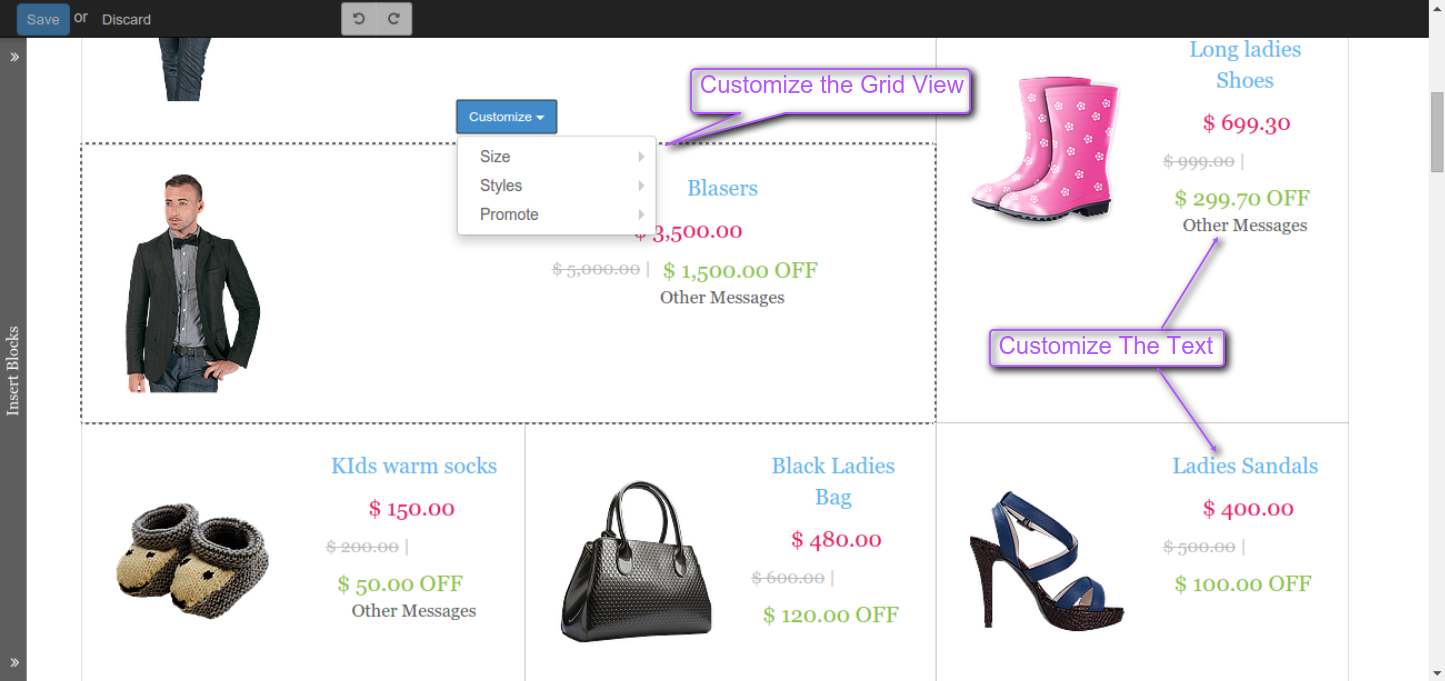 Save or Discard
Customize the Grid View
Customize
Size
Styles
Promote
Blasers
$ 3,500.00
$ 5,000.00 |
$ 1,500.00 OFF
Other Messages
Long ladies
Shoes
$ 699.30
$ 999.00 |
$ 299.70 OFF
Other Messages
Customize The Text
Insert Blocks
KIds warm socks
$ 150.00
$ 200.00 |
$ 50.00 OFF
Other Messages
Black Ladies
Bag
$ 480.00
$ 600.00 |
$ 120.00 OFF
Ladies Sandals
$ 400.00
$ 500.00 |
$ 100.00 OFF